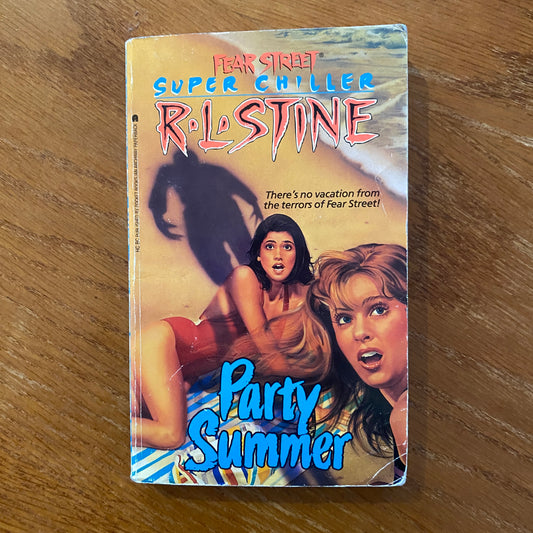 FEAR STREET®
SUPER CHILLER
R•L•STINE
There's no vacation from
the terrors of Fear Street!
Party
Summer